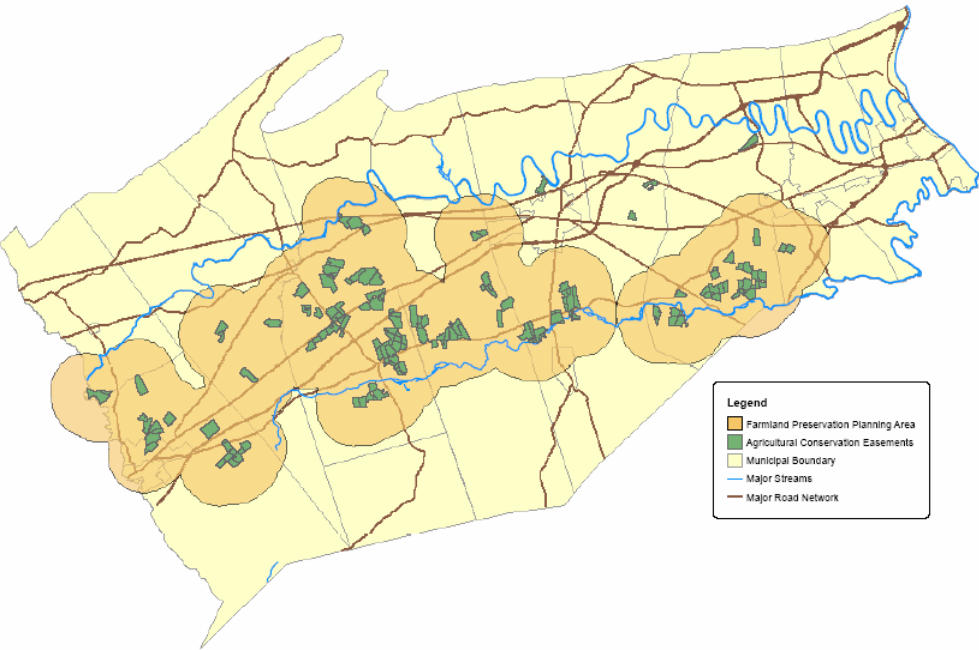 Legend
Farmland Preservation Planning Area
Agricultural Conservation Easements
Municipal Boundary
Major Streams
Major Road Network